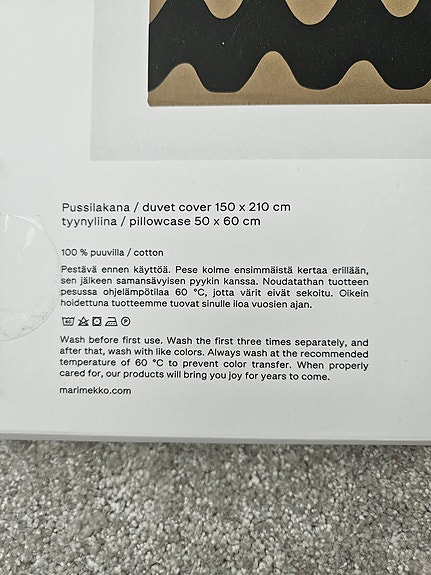 Pussilakana / duvet cover 150 x 210 cm
tyynyliina / pillowcase 50 x 60 cm
100 % puuvilla / cotton
Pestävä ennen käyttöä. Pese kolme ensimmäistä kertaa erillään,
sen jälkeen samansävyisen pyykin kanssa. Noudatathan tuotteen
pesussa ohjelämpötilaa 60 °C, jotta värit eivät sekoitu. Oikein
hoidettuna tuotteemme tuovat sinulle iloa vuosien ajan.
Wash before first use. Wash the first three times separately, and
after that, wash with like colors. Always wash at the recommended
temperature of 60 °C to prevent color transfer. When properly
cared for, our products will bring you joy for years to come.
marimekko.com